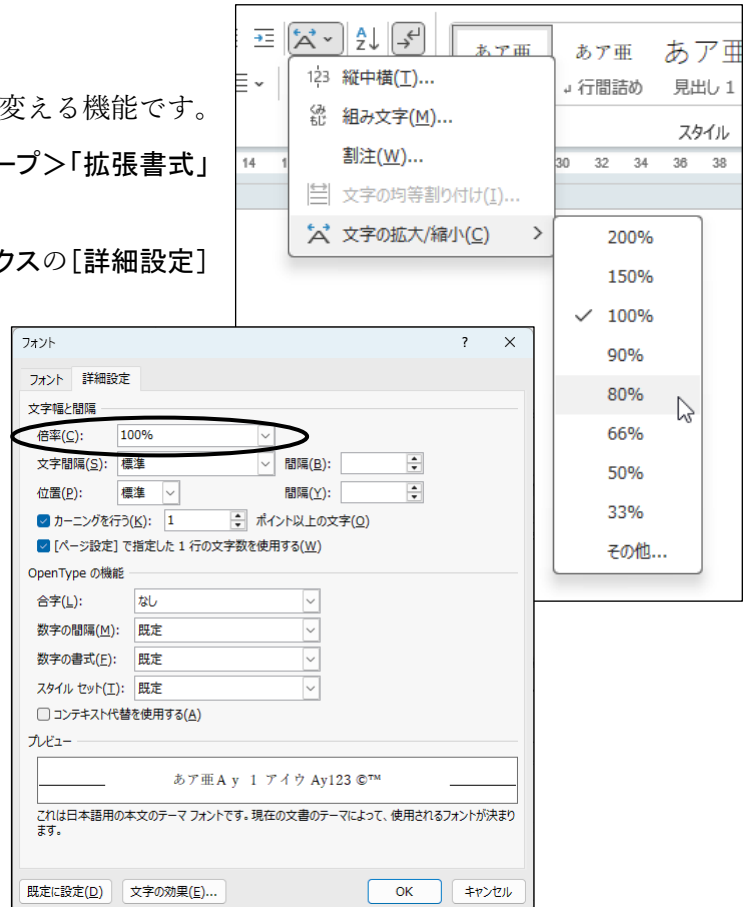 変える機能です。
ープ＞「拡張書式」
クスの[詳細設定]
あア亜 あア亜 あア亜
縦中横(T)...
組み文字(M)...
割注(W)...
文字の均等割り付け(I)...
文字の拡大/縮小(C)
行間詰め 見出し 1
スタイル
14 1 30 32 34 36 38
200%
150%
100%
90%
80%
66%
50%
33%
その他...
フォント ? ×
フォント 詳細設定
文字幅と間隔
倍率(C): 100%
文字間隔(S): 標準 間隔(B):
位置(P): 標準 間隔(Y):
カーニングを行う(K): 1 ポイント以上の文字(O)
[ページ設定] で指定した 1 行の文字数を使用する(W)
OpenType の機能
合字(L): なし
数字の間隔(M): 既定
数字の書式(F): 既定
スタイル セット(T): 既定
コンテキスト代替を使用する(A)
プレビュー
あア亜Ａｙ １ アイウ Ay123 ©™
これは日本語用の本文のテーマ フォントです。現在の文書のテーマによって、使用されるフォントが決まり
ます。
既定に設定(D) 文字の効果(E)... OK キャンセル